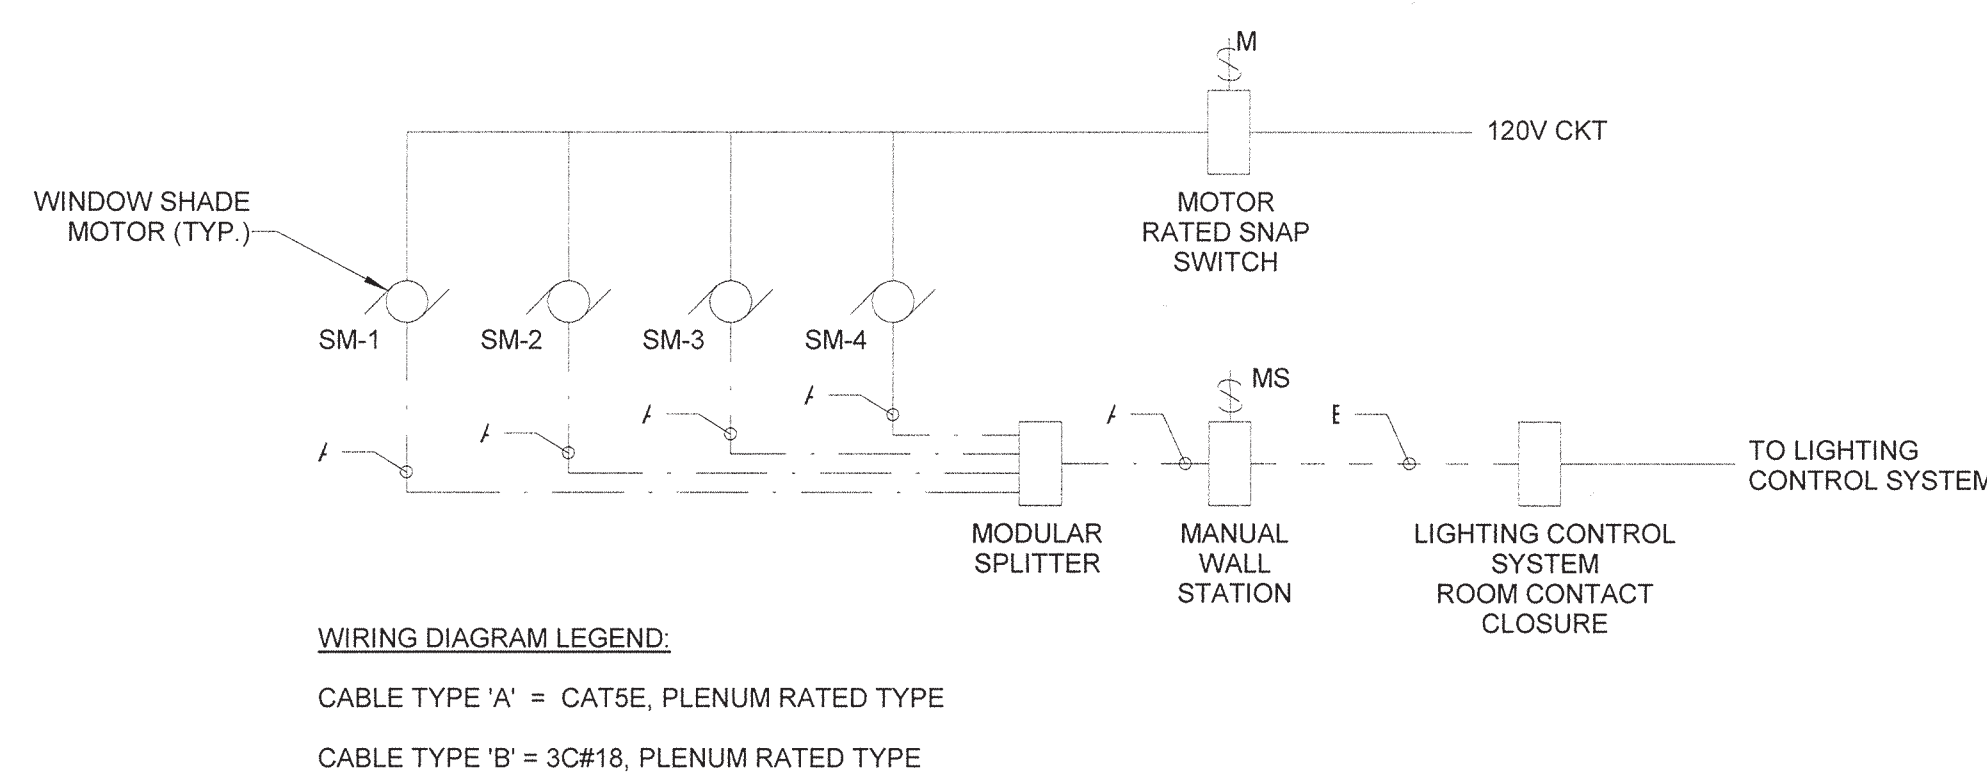 M
120V CKT
WINDOW SHADE
MOTOR (TYP.)
MOTOR
RATED SNAP
SWITCH
SM-1
SM-2
SM-3
SM-4
MS
TO LIGHTING
CONTROL SYSTEM
MODULAR
SPLITTER
MANUAL
WALL
STATION
LIGHTING CONTROL
SYSTEM
ROOM CONTACT
CLOSURE
WIRING DIAGRAM LEGEND:
CABLE TYPE 'A' = CAT5E, PLENUM RATED TYPE
CABLE TYPE 'B' = 3C#18, PLENUM RATED TYPE